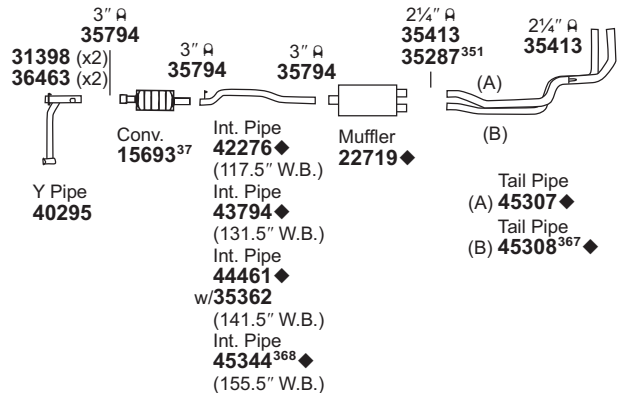 3″
35794
31398 (x2)
36463 (x2)
3″
35794
3″
35794
2¼″
35413
35287³⁵¹
2¼″
35413
(A)
(B)
Y Pipe
40295
Conv.
15693³⁷
Int. Pipe
42276◆
(117.5″ W.B.)
Int. Pipe
43794◆
(131.5″ W.B.)
Int. Pipe
44461◆
w/35362
(141.5″ W.B.)
Int. Pipe
45344³⁶⁸◆
(155.5″ W.B.)
Muffler
22719◆
Tail Pipe
(A) 45307◆
Tail Pipe
(B) 45308³⁶⁷◆